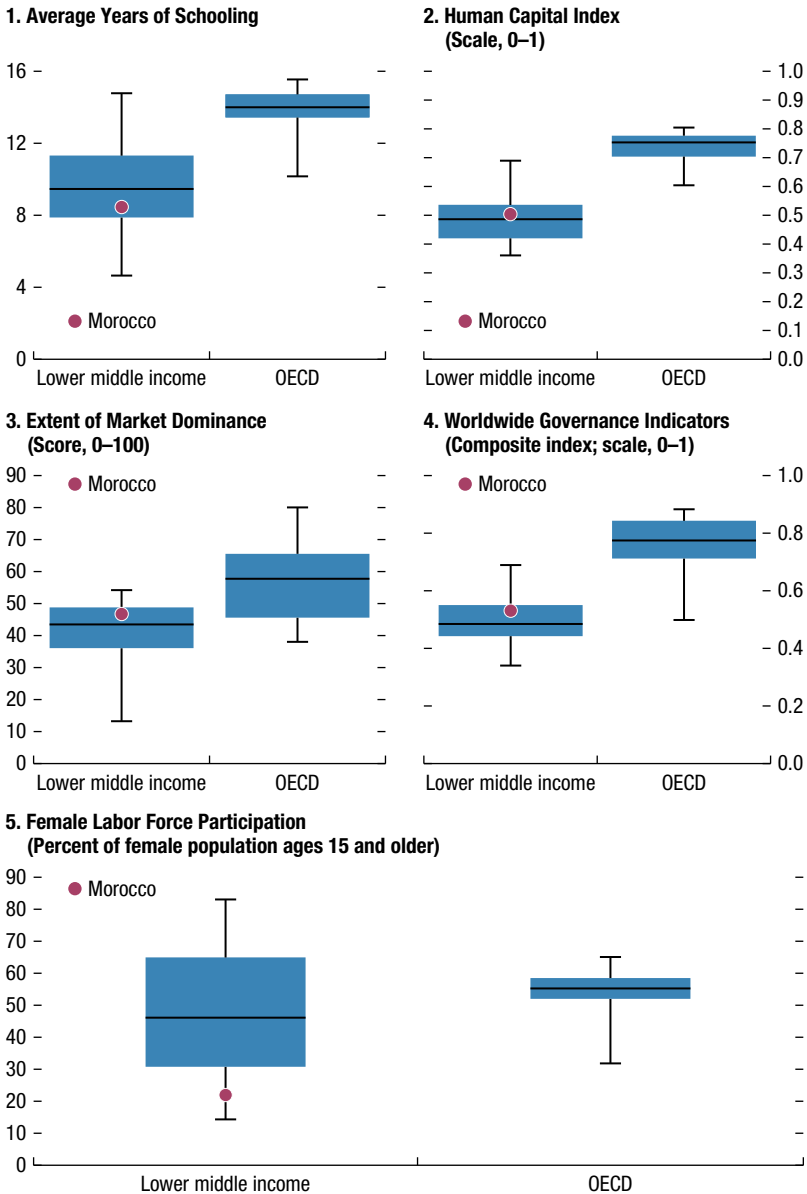 1. Average Years of Schooling
16
12
8
4
0
Morocco
Lower middle income
OECD
2. Human Capital Index
(Scale, 0–1)
1.0
0.9
0.8
0.7
0.6
0.5
0.4
0.3
0.2
0.1
0.0
Morocco
Lower middle income
OECD
3. Extent of Market Dominance
(Score, 0–100)
90
80
70
60
50
40
30
20
10
0
Morocco
Lower middle income
OECD
4. Worldwide Governance Indicators
(Composite index; scale, 0–1)
Morocco
1.0
0.8
0.6
0.4
0.2
0.0
Lower middle income
OECD
5. Female Labor Force Participation
(Percent of female population ages 15 and older)
90
80
70
60
50
40
30
20
10
0
Morocco
Lower middle income
OECD